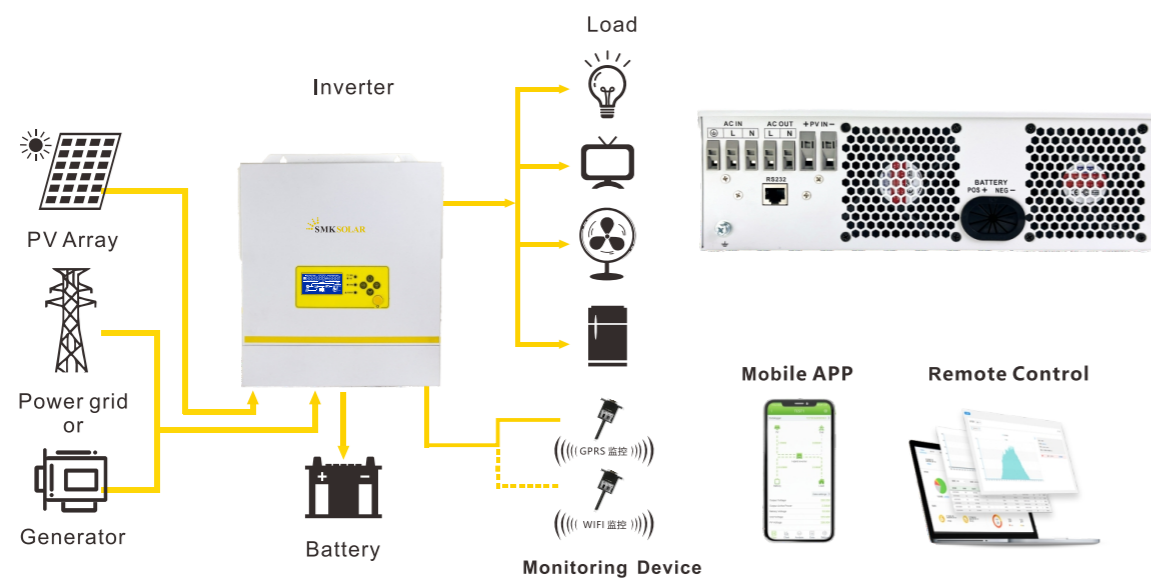 Load
Inverter
PV Array
Power grid
or
Generator
SMKSOLAR
Battery
GPRS 监控
WIFI 监控
Monitoring Device
AC IN
AC OUT
+PV IN−
L N L N
RS232
BATTERY
POS + NEG −
Mobile APP
Remote Control